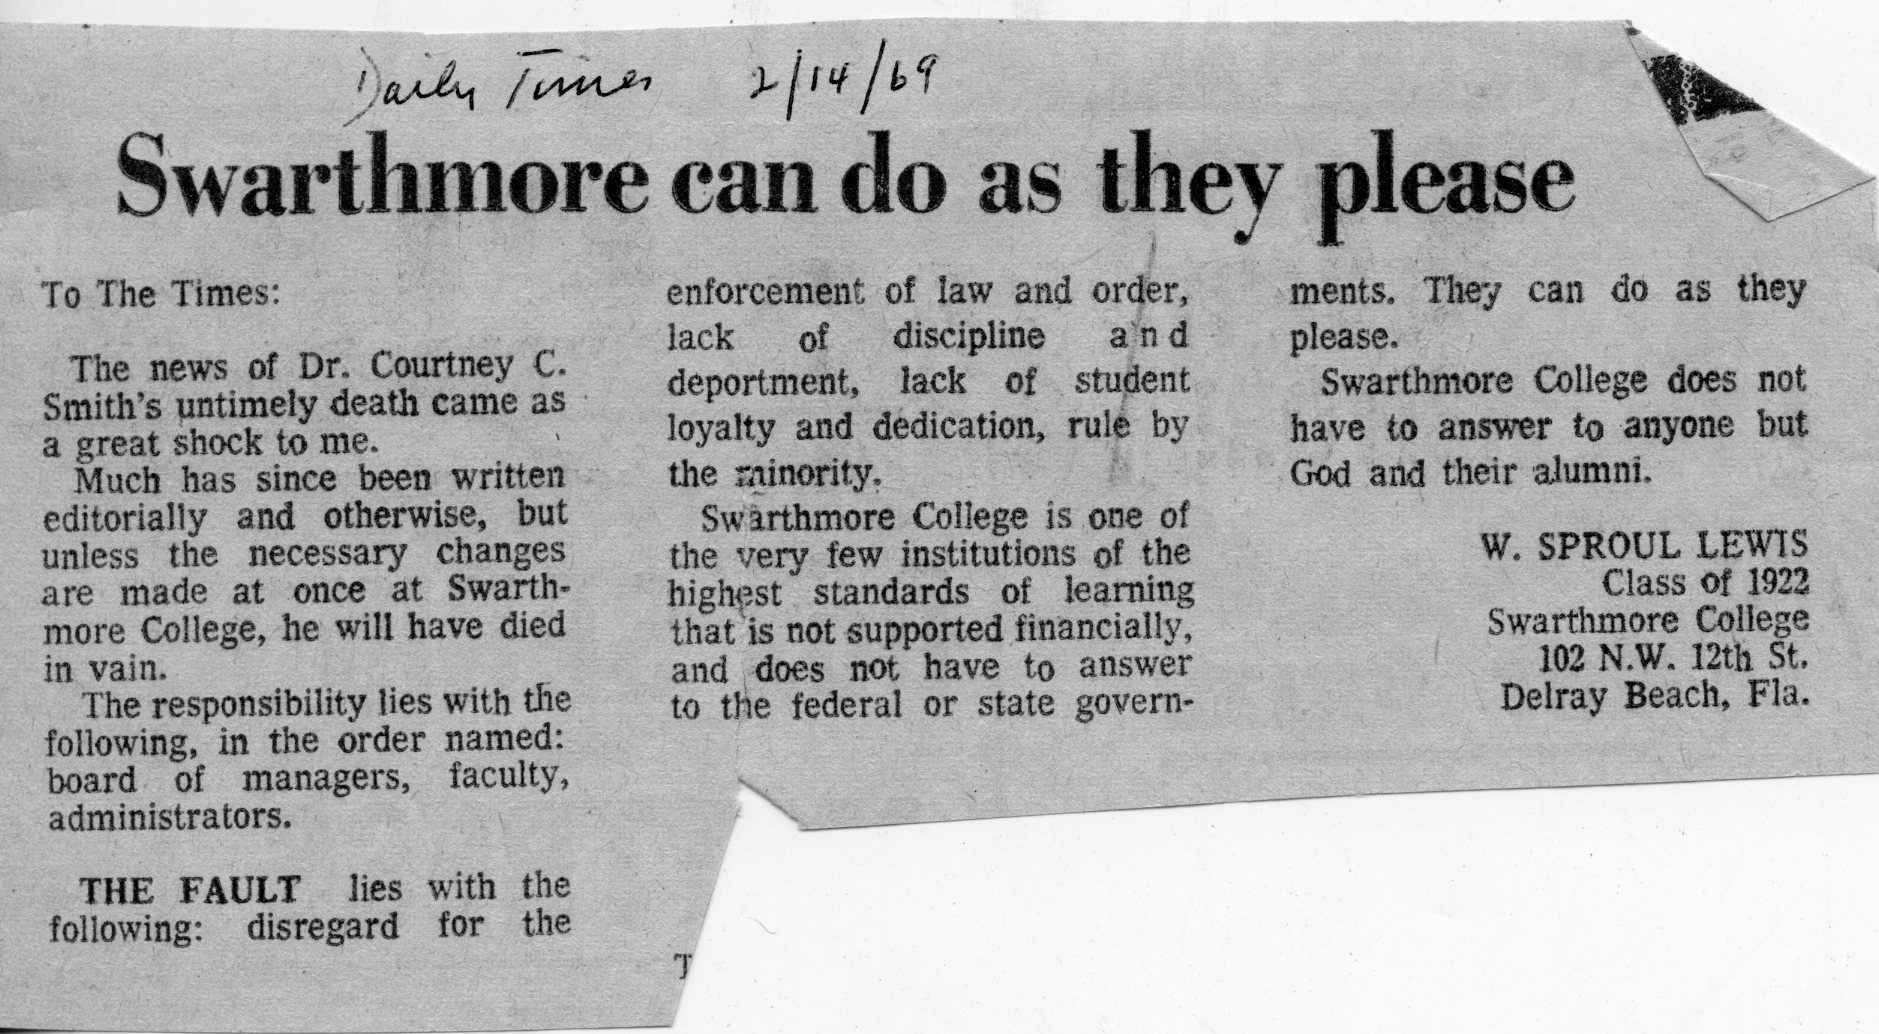 Daily Times 2/14/69
Swarthmore can do as they please
To The Times:
The news of Dr. Courtney C.
Smith's untimely death came as
a great shock to me.
Much has since been written
editorially and otherwise, but
unless the necessary changes
are made at once at Swarth-
more College, he will have died
in vain.
The responsibility lies with the
following, in the order named:
board of managers, faculty,
administrators.
THE FAULT lies with the
following: disregard for the
enforcement of law and order,
lack of discipline and
deportment, lack of student
loyalty and dedication, rule by
the minority.
Swarthmore College is one of
the very few institutions of the
highest standards of learning
that is not supported financially,
and does not have to answer
to the federal or state govern-
T
ments. They can do as they
please.
Swarthmore College does not
have to answer to anyone but
God and their alumni.
W. SPROUL LEWIS
Class of 1922
Swarthmore College
102 N.W. 12th St.
Delray Beach, Fla.